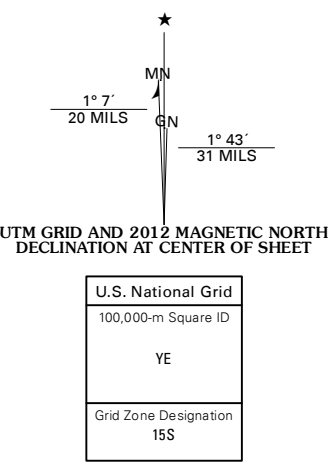 ★
MN
1° 7´
20 MILS
GN
1° 43´
31 MILS
UTM GRID AND 2012 MAGNETIC NORTH
DECLINATION AT CENTER OF SHEET
U.S. National Grid
100,000-m Square ID
YE
Grid Zone Designation
15S